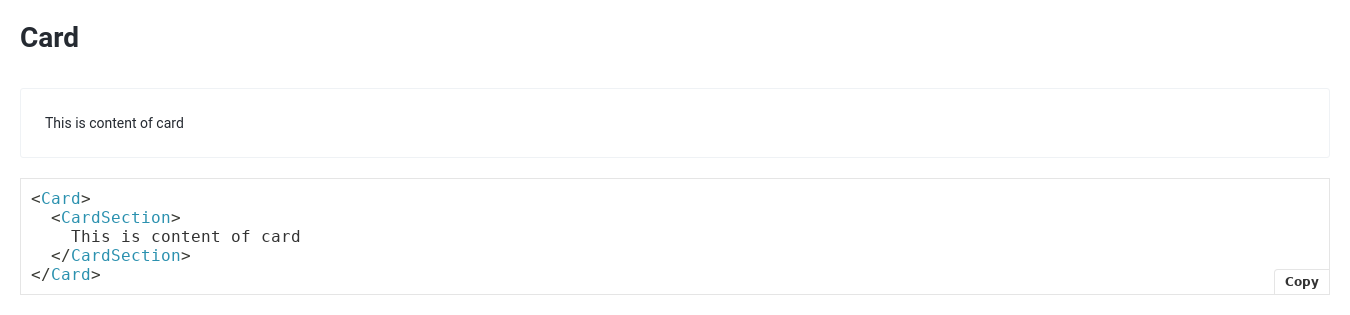 Card
This is content of card
<Card>
  <CardSection>
    This is content of card
  </CardSection>
</Card>
Copy